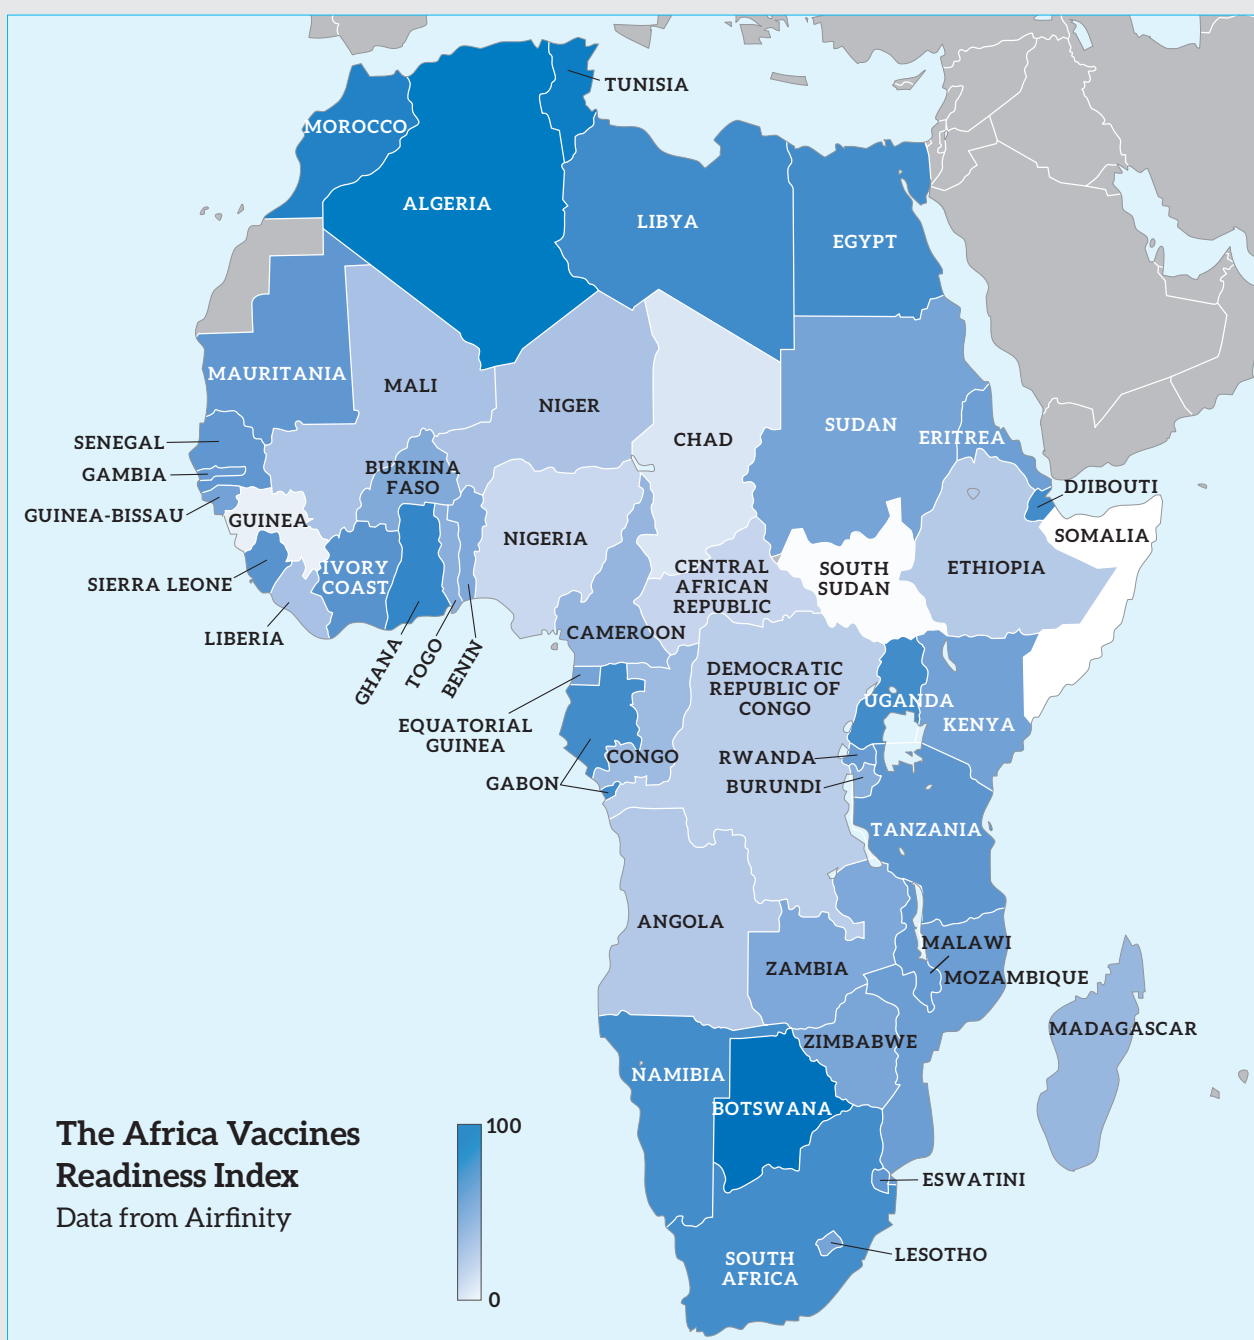 TUNISIA
MOROCCO
ALGERIA
LIBYA
EGYPT
MAURITANIA
MALI
NIGER
CHAD
SUDAN
ERITREA
SENEGAL
GAMBIA
GUINEA-BISSAU
BURKINA
FASO
DJIBOUTI
GUINEA
NIGERIA
SOMALIA
SIERRA LEONE
IVORY
COAST
CENTRAL
AFRICAN
REPUBLIC
SOUTH
SUDAN
ETHIOPIA
LIBERIA
GHANA
TOGO
BENIN
CAMEROON
DEMOCRATIC
REPUBLIC OF
CONGO
UGANDA
KENYA
EQUATORIAL
GUINEA
CONGO
GABON
RWANDA
BURUNDI
TANZANIA
ANGOLA
MALAWI
ZAMBIA
MOZAMBIQUE
MADAGASCAR
ZIMBABWE
NAMIBIA
BOTSWANA
ESWATINI
LESOTHO
SOUTH
AFRICA
The Africa Vaccines
Readiness Index
Data from Airfinity
100
0